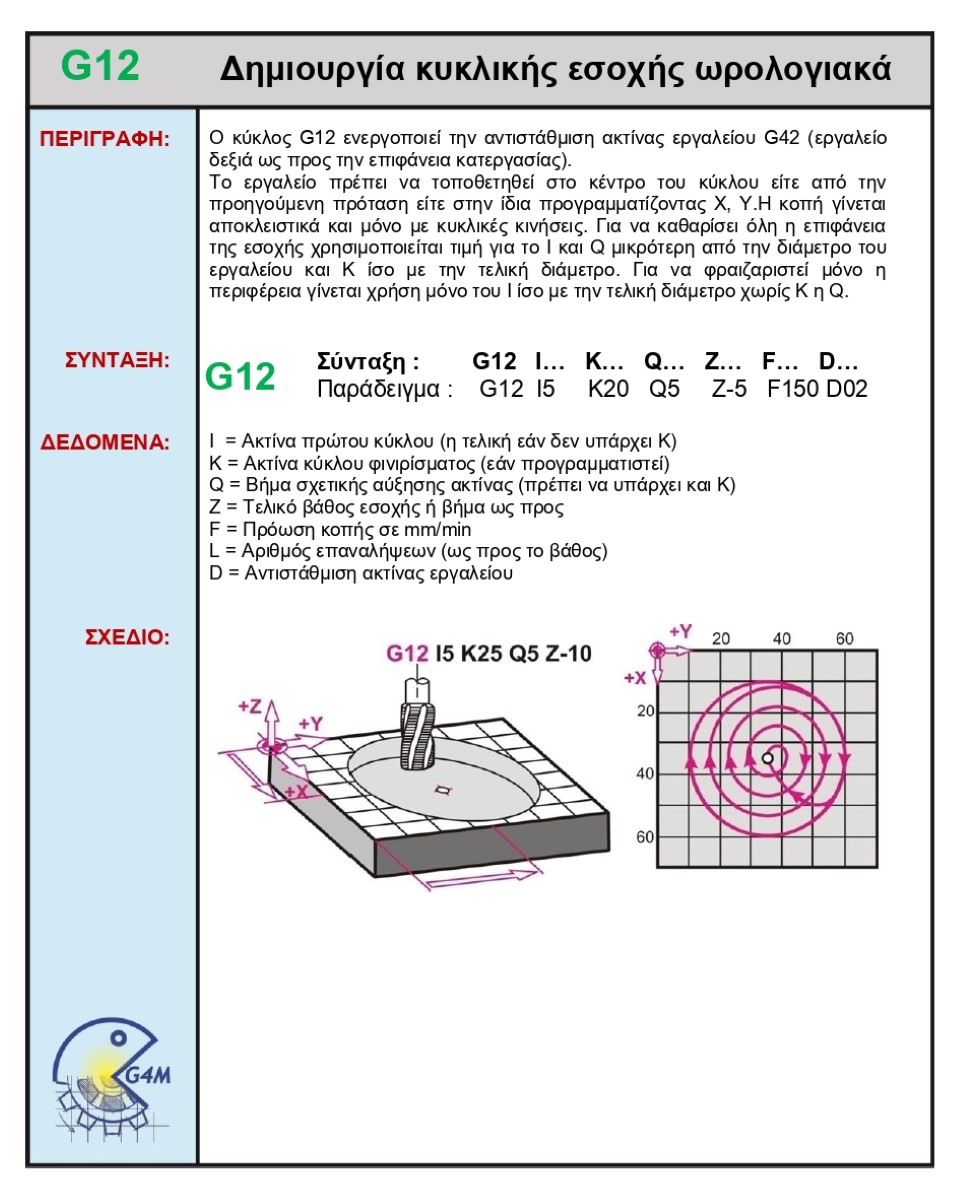 G12 Δημιουργία κυκλικής εσοχής ωρολογιακά
ΠΕΡΙΓΡΑΦΗ:
Ο κύκλος G12 ενεργοποιεί την αντιστάθμιση ακτίνας εργαλείου G42 (εργαλείο
δεξιά ως προς την επιφάνεια κατεργασίας).
Το εργαλείο πρέπει να τοποθετηθεί στο κέντρο του κύκλου είτε από την
προηγούμενη πρόταση είτε στην ίδια προγραμματίζοντας Χ, Υ.Η κοπή γίνεται
αποκλειστικά και μόνο με κυκλικές κινήσεις. Για να καθαρίσει όλη η επιφάνεια
της εσοχής χρησιμοποιείται τιμή για το I και Q μικρότερη από την διάμετρο του
εργαλείου και Κ ίσο με την τελική διάμετρο. Για να φραιζαριστεί μόνο η
περιφέρεια γίνεται χρήση μόνο του I ίσο με την τελική διάμετρο χωρίς Κ η Q.
ΣΥΝΤΑΞΗ:
G12
Σύνταξη : G12 I... K... Q... Z... F... D...
Παράδειγμα : G12 I5 K20 Q5 Z-5 F150 D02
ΔΕΔΟΜΕΝΑ:
I = Ακτίνα πρώτου κύκλου (η τελική εάν δεν υπάρχει Κ)
K = Ακτίνα κύκλου φινιρίσματος (εάν προγραμματιστεί)
Q = Βήμα σχετικής αύξησης ακτίνας (πρέπει να υπάρχει και Κ)
Z = Τελικό βάθος εσοχής ή βήμα ως προς
F = Πρόωση κοπής σε mm/min
L = Αριθμός επαναλήψεων (ως προς το βάθος)
D = Αντιστάθμιση ακτίνας εργαλείου
ΣΧΕΔΙΟ:
G12 I5 K25 Q5 Z-10
+Z
+Y
+X
+Y 20 40 60
+X
20
40
60
G4M